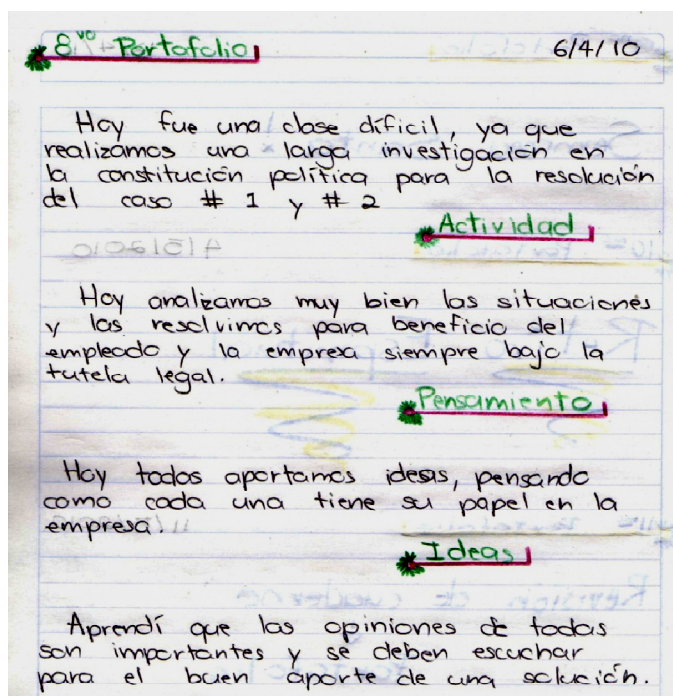 8vo Portafolio
6/4/10
Hoy fue una clase díficil, ya que
realizamos una larga investigación en
la constitución política para la resolución
del caso # 1 y # 2
Actividad
Hoy analizamos muy bien las situaciones
y las resolvimos para beneficio del
empleado y la empresa siempre bajo la
tutela legal.
Pensamiento
Hoy todas aportamos ideas, pensando
como cada una tiene su papel en la
empresa.
Ideas
Aprendí que las opiniones de todas
son importantes y se deben escuchar
para el buen aporte de una solución.